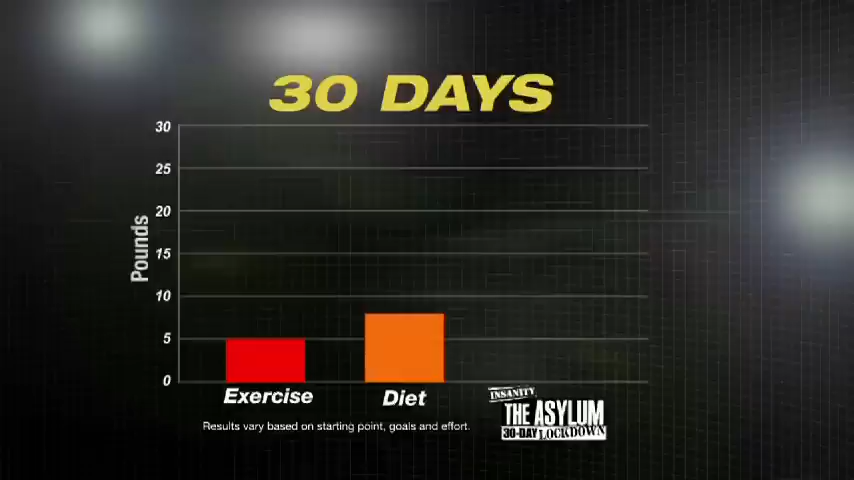 30 DAYS
30
25
20
15
10
5
0
Pounds
Exercise
Diet
INSANITY
THE ASYLUM
30-DAY LOCKDOWN
Results vary based on starting point, goals and effort.